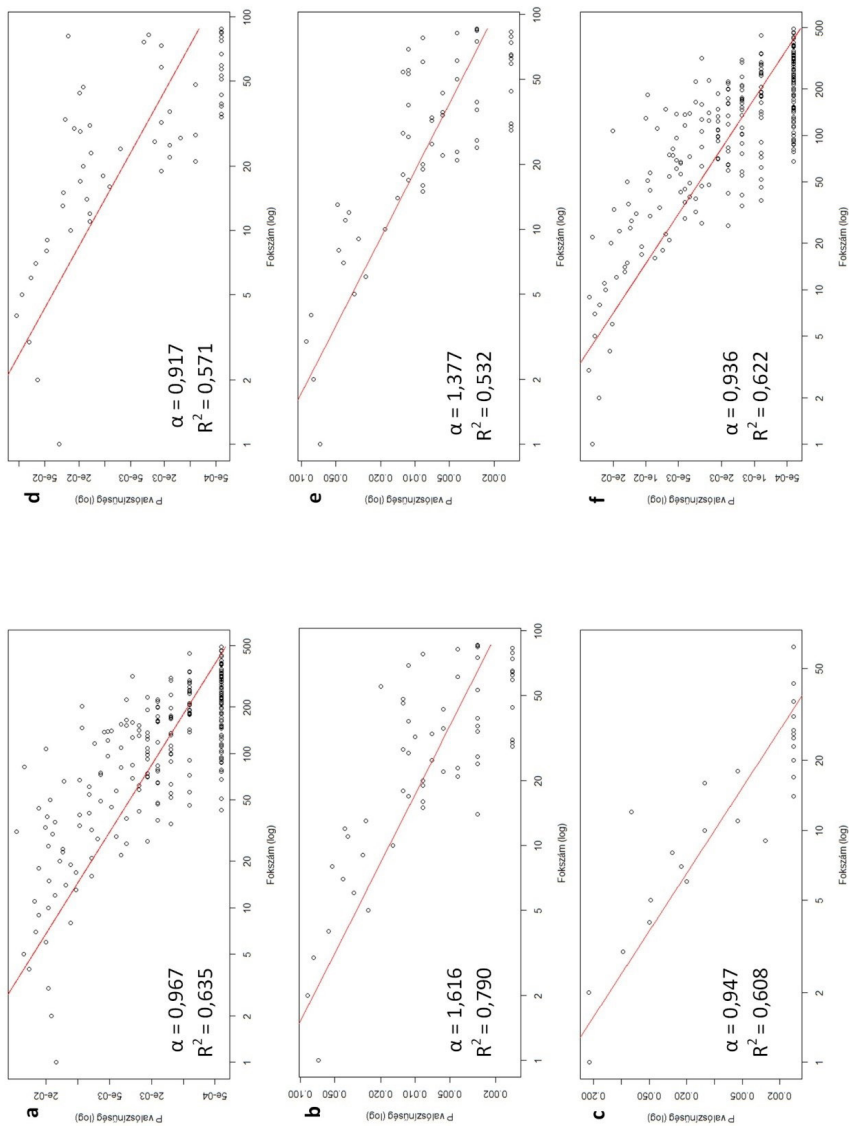 a
P valószínüség (log)
2e-02 5e-03 2e-03 5e-04
α = 0,967
R² = 0,635
1 2 5 10 20 50 100 200 500
Fokszám (log)
b
P valószínüség (log)
0.100 0.050 0.020 0.010 0.005 0.002
α = 1,616
R² = 0,790
1 2 5 10 20 50 100
Fokszám (log)
c
P valószínüség (log)
0.200 0.050 0.020 0.005 0.002
α = 0,947
R² = 0,608
1 2 5 10 20 50
Fokszám (log)
d
P valószínüség (log)
5e-02 2e-02 5e-03 2e-03 5e-04
α = 0,917
R² = 0,571
1 2 5 10 20 50 100
Fokszám (log)
e
P valószínüség (log)
0.100 0.050 0.020 0.005 0.002
α = 1,377
R² = 0,532
1 2 5 10 20 50 100
Fokszám (log)
f
P valószínüség (log)
2e-02 1e-02 5e-03 2e-03 1e-03 5e-04
α = 0,936
R² = 0,622
1 2 5 10 20 50 100 200 500
Fokszám (log)